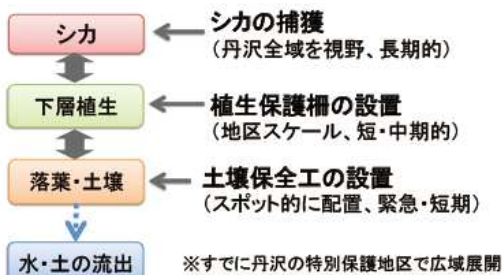 シカ
シカの捕獲
(丹沢全域を視野、長期的)
下層植生
植生保護柵の設置
(地区スケール、短・中期的)
落葉・土壌
土壌保全工の設置
(スポット的に配置、緊急・短期)
水・土の流出
※すでに丹沢の特別保護地区で広域展開